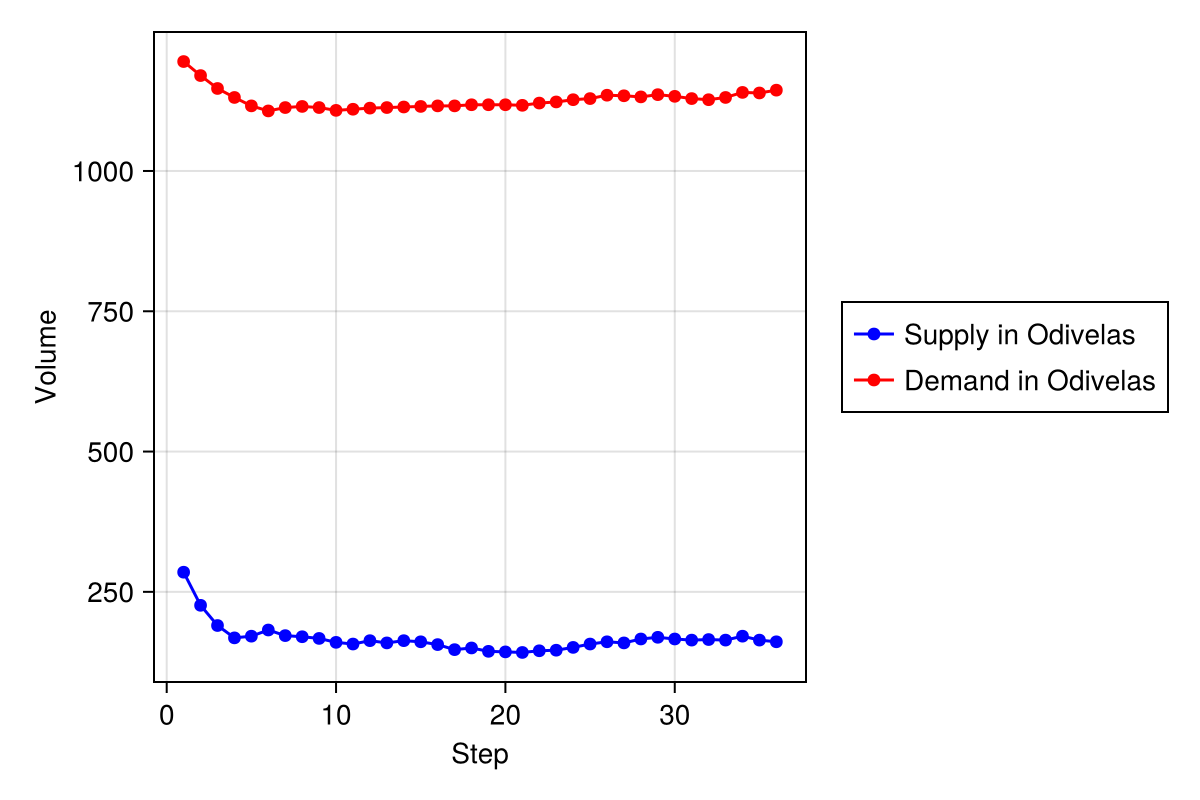 1000
750
500
250
Volume
0 10 20 30
Step
Supply in Odivelas
Demand in Odivelas